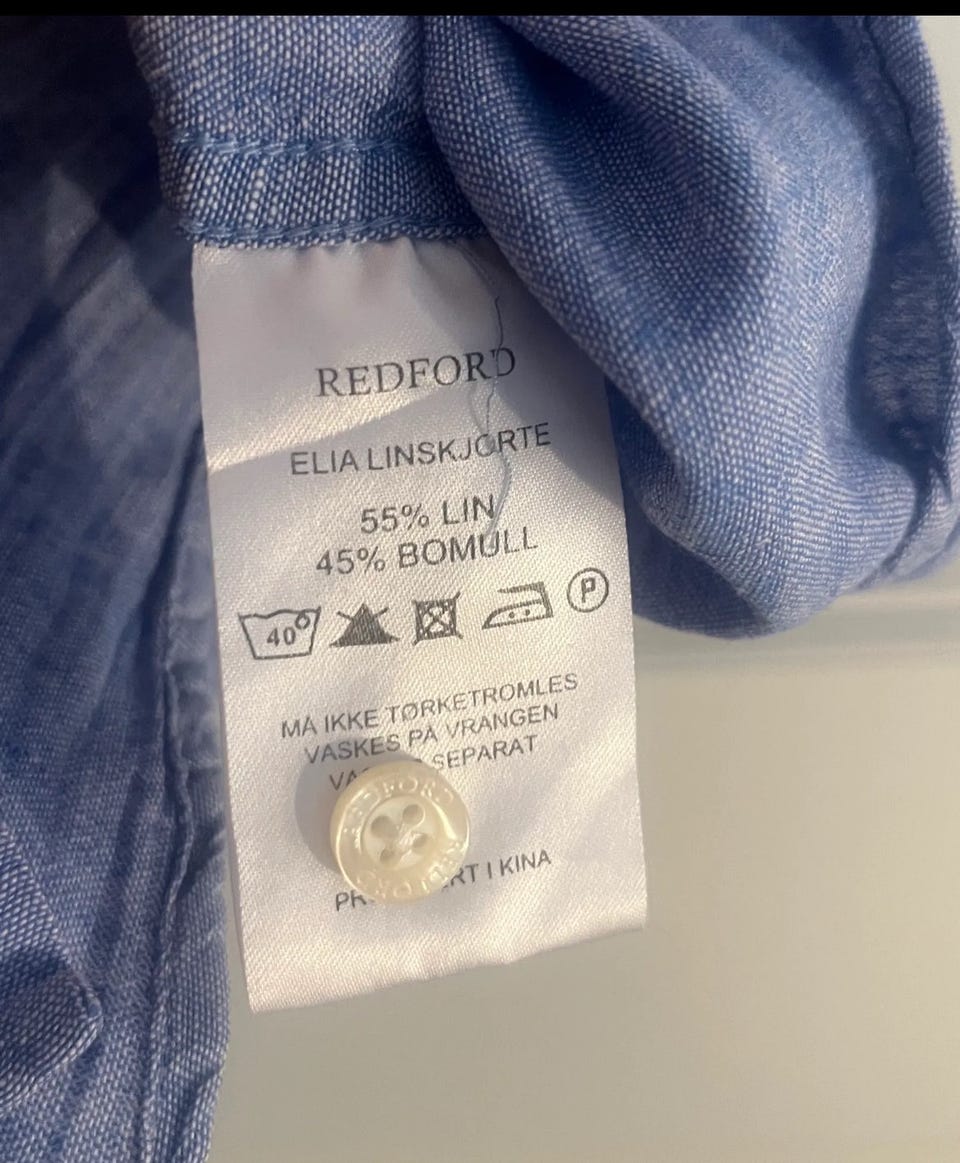 REDFORD
ELIA LINSKJORTE
55% LIN
45% BOMULL
40° P
MÅ IKKE TØRKETROMLES
VASKES PÅ VRANGEN
SEPARAT
I KINA
REDFORD